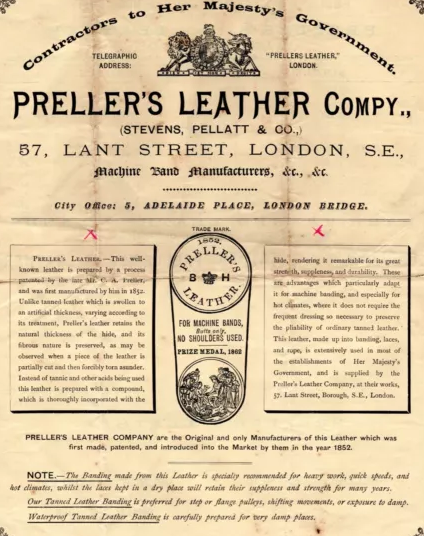 Contractors to Her Majesty's Government.
TELEGRAPHIC
ADDRESS:
"PRELLERS LEATHER,"
LONDON.
PRELLER'S LEATHER COMPY.,
(STEVENS, PELLATT & CO.,)
57, LANT STREET, LONDON, S.E.,
Machine Band Manufacturers, &c., &c.
City Office: 5, ADELAIDE PLACE, LONDON BRIDGE.
PRELLER'S LEATHER.—This well-
known leather is prepared by a process
patented by the late Mr. C. A. Preller,
and was first manufactured by him in 1852.
Unlike tanned leather which is swollen to
an artificial thickness, varying according to
its treatment, Preller's leather retains the
natural thickness of the hide, and its
fibrous nature is preserved, as may be
observed when a piece of the leather is
partially cut and then forcibly torn asunder.
Instead of tannic and other acids being used
this leather is prepared with a compound,
which is thoroughly incorporated with the
TRADE MARK.
1852.
PRELLER'S
B H
LEATHER.
FOR MACHINE BANDS,
Butts only,
NO SHOULDERS USED.
PRIZE MEDAL, 1862
hide, rendering it remarkable for its great
strength, suppleness, and durability. These
are advantages which particularly adapt
it for machine banding, and especially for
hot climates, where it does not require the
frequent dressing so necessary to preserve
the pliability of ordinary tanned leather.
This leather, made up into banding, laces,
and rope, is extensively used in most of
the establishments of Her Majesty's
Government, and is supplied by the
Preller's Leather Company, at their works,
57, Lant Street, Borough, S.E., London.
PRELLER'S LEATHER COMPANY are the Original and only Manufacturers of this Leather which was
first made, patented, and introduced into the Market by them in the year 1852.
NOTE.—The Banding made from this Leather is specially recommended for heavy work, quick speeds, and
hot climates, whilst the laces kept in a dry place will retain their suppleness and strength for many years.
Our Tanned Leather Banding is preferred for step or flange pulleys, shifting movements, or exposure to damp.
Waterproof Tanned Leather Banding is carefully prepared for very damp places.